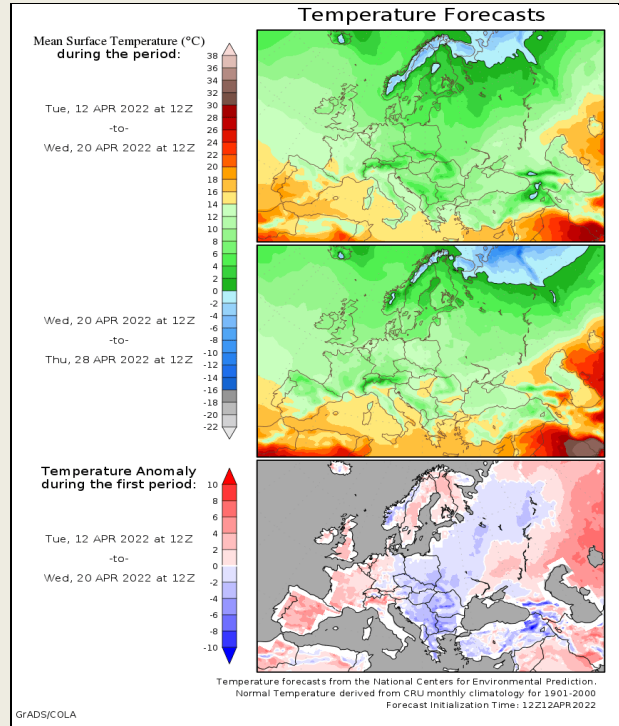 Temperature Forecasts
Mean Surface Temperature (°C)
during the period:
Tue, 12 APR 2022 at 12Z
-to-
Wed, 20 APR 2022 at 12Z
38
36
34
32
30
28
26
24
22
20
18
16
14
12
10
8
6
4
2
0
-2
-4
-6
-8
-10
-12
-14
-16
-18
-20
-22
Wed, 20 APR 2022 at 12Z
-to-
Thu, 28 APR 2022 at 12Z
Temperature Anomaly
during the first period:
Tue, 12 APR 2022 at 12Z
-to-
Wed, 20 APR 2022 at 12Z
10
8
6
4
2
0
-2
-4
-6
-8
-10
Temperature forecasts from the National Centers for Environmental Prediction.
Normal Temperature derived from CRU monthly climatology for 1901-2000
Forecast Initialization Time: 12Z12APR2022
GrADS/COLA